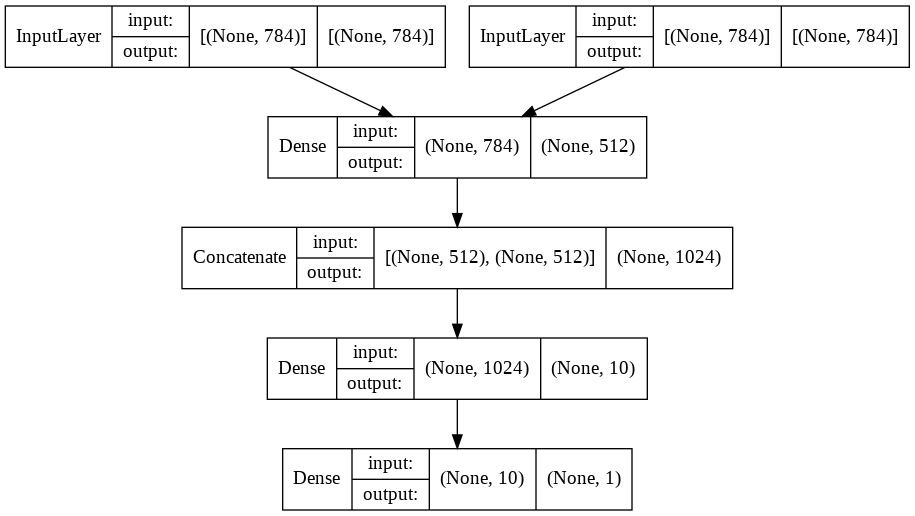 InputLayer input: output: [(None, 784)] [(None, 784)]
InputLayer input: output: [(None, 784)] [(None, 784)]
Dense input: output: (None, 784) (None, 512)
Concatenate input: output: [(None, 512), (None, 512)] (None, 1024)
Dense input: output: (None, 1024) (None, 10)
Dense input: output: (None, 10) (None, 1)